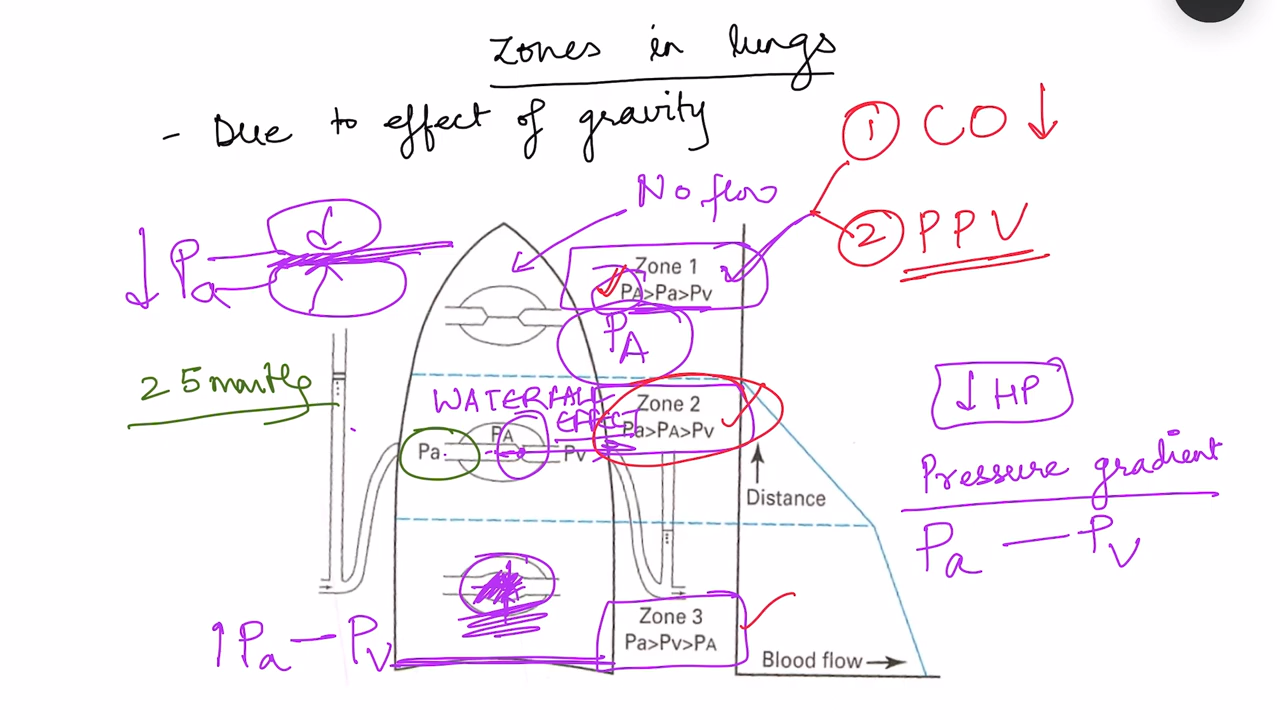 Zones in lungs
- Due to effect of gravity
1 CO ↓
2 PPV
No flow
↓ Pa
Zone 1
PA>Pa>Pv
PA
25 mmHg
WATERFALL
EFFECT
Zone 2
Pa>PA>Pv
Pa
PA
Pv
↓ HP
Pressure gradient
Pa — Pv
Distance
Zone 3
Pa>Pv>PA
↑Pa — Pv
Blood flow